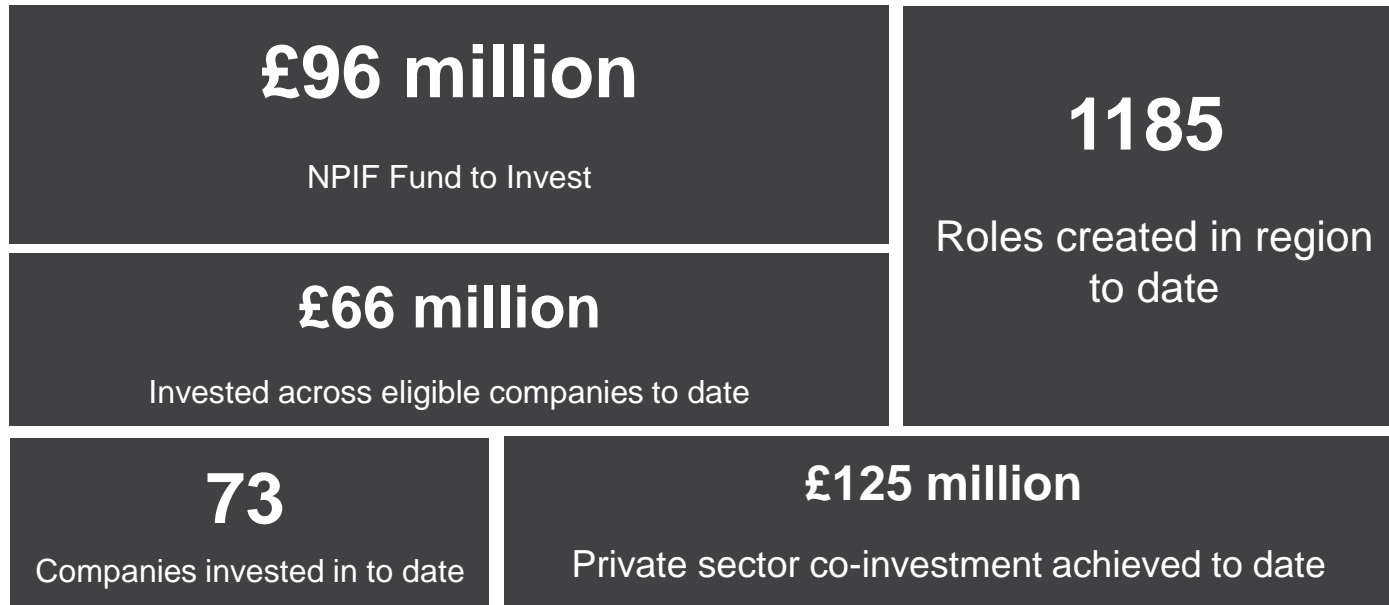 £96 million
NPIF Fund to Invest
1185
Roles created in region
to date
£66 million
Invested across eligible companies to date
73
Companies invested in to date
£125 million
Private sector co-investment achieved to date